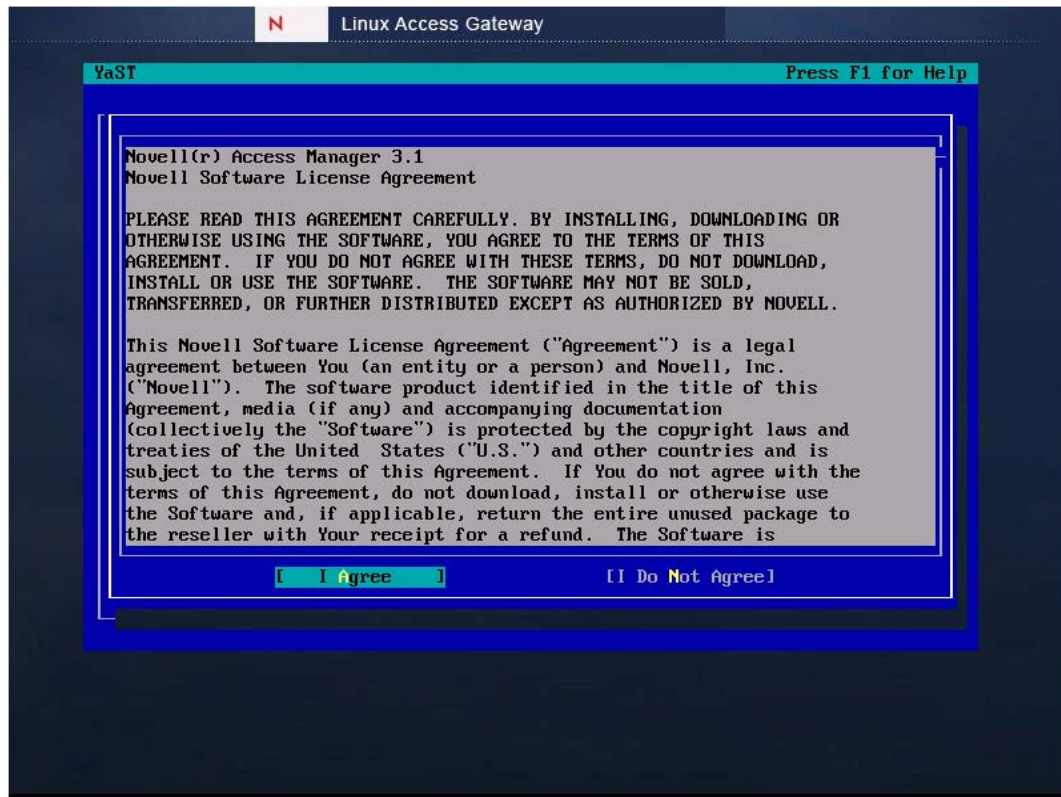 N Linux Access Gateway
YaST Press F1 for Help
Novell(r) Access Manager 3.1
Novell Software License Agreement
PLEASE READ THIS AGREEMENT CAREFULLY. BY INSTALLING, DOWNLOADING OR
OTHERWISE USING THE SOFTWARE, YOU AGREE TO THE TERMS OF THIS
AGREEMENT. IF YOU DO NOT AGREE WITH THESE TERMS, DO NOT DOWNLOAD,
INSTALL OR USE THE SOFTWARE. THE SOFTWARE MAY NOT BE SOLD,
TRANSFERRED, OR FURTHER DISTRIBUTED EXCEPT AS AUTHORIZED BY NOVELL.
This Novell Software License Agreement ("Agreement") is a legal
agreement between You (an entity or a person) and Novell, Inc.
("Novell"). The software product identified in the title of this
Agreement, media (if any) and accompanying documentation
(collectively the "Software") is protected by the copyright laws and
treaties of the United States ("U.S.") and other countries and is
subject to the terms of this Agreement. If You do not agree with the
terms of this Agreement, do not download, install or otherwise use
the Software and, if applicable, return the entire unused package to
the reseller with Your receipt for a refund. The Software is
[ I Agree ] [I Do Not Agree]